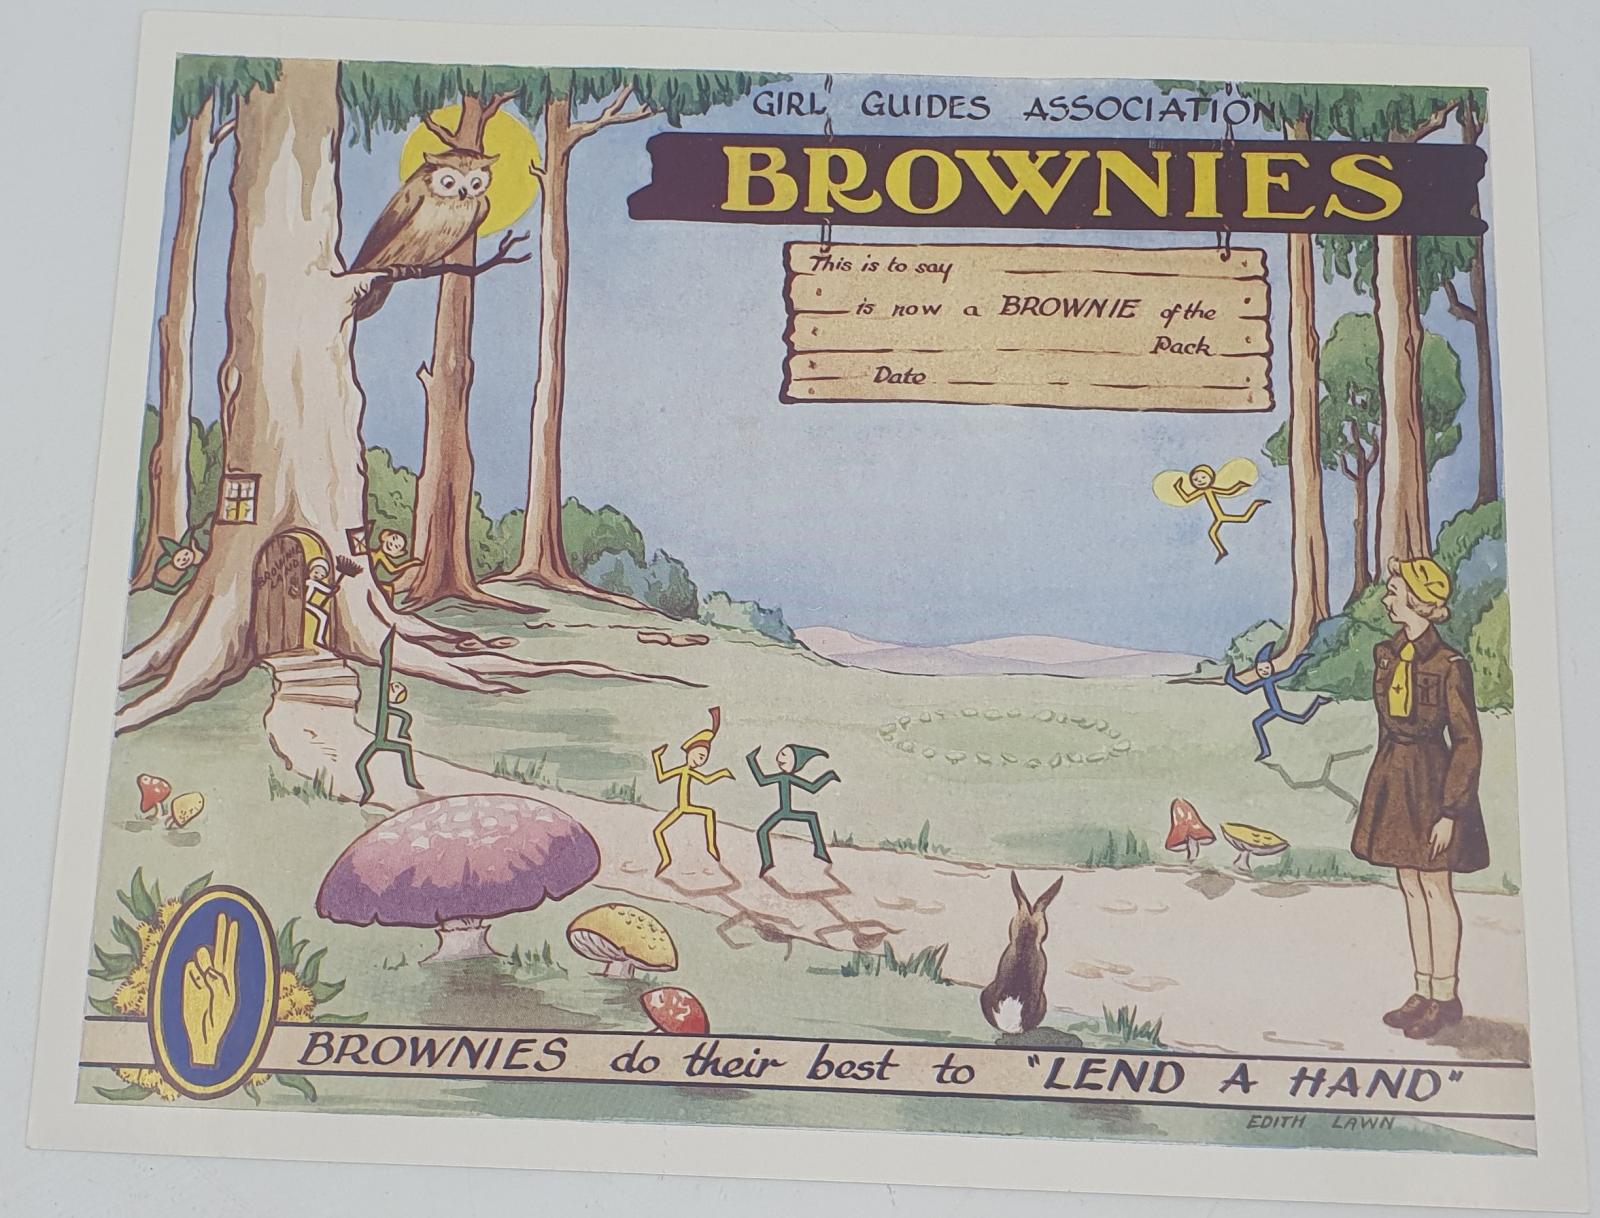 GIRL GUIDES ASSOCIATION
BROWNIES
This is to say
is now a BROWNIE of the
Pack
Date
BROWNIE LAND
BROWNIES do their best to "LEND A HAND"
EDITH LAWN